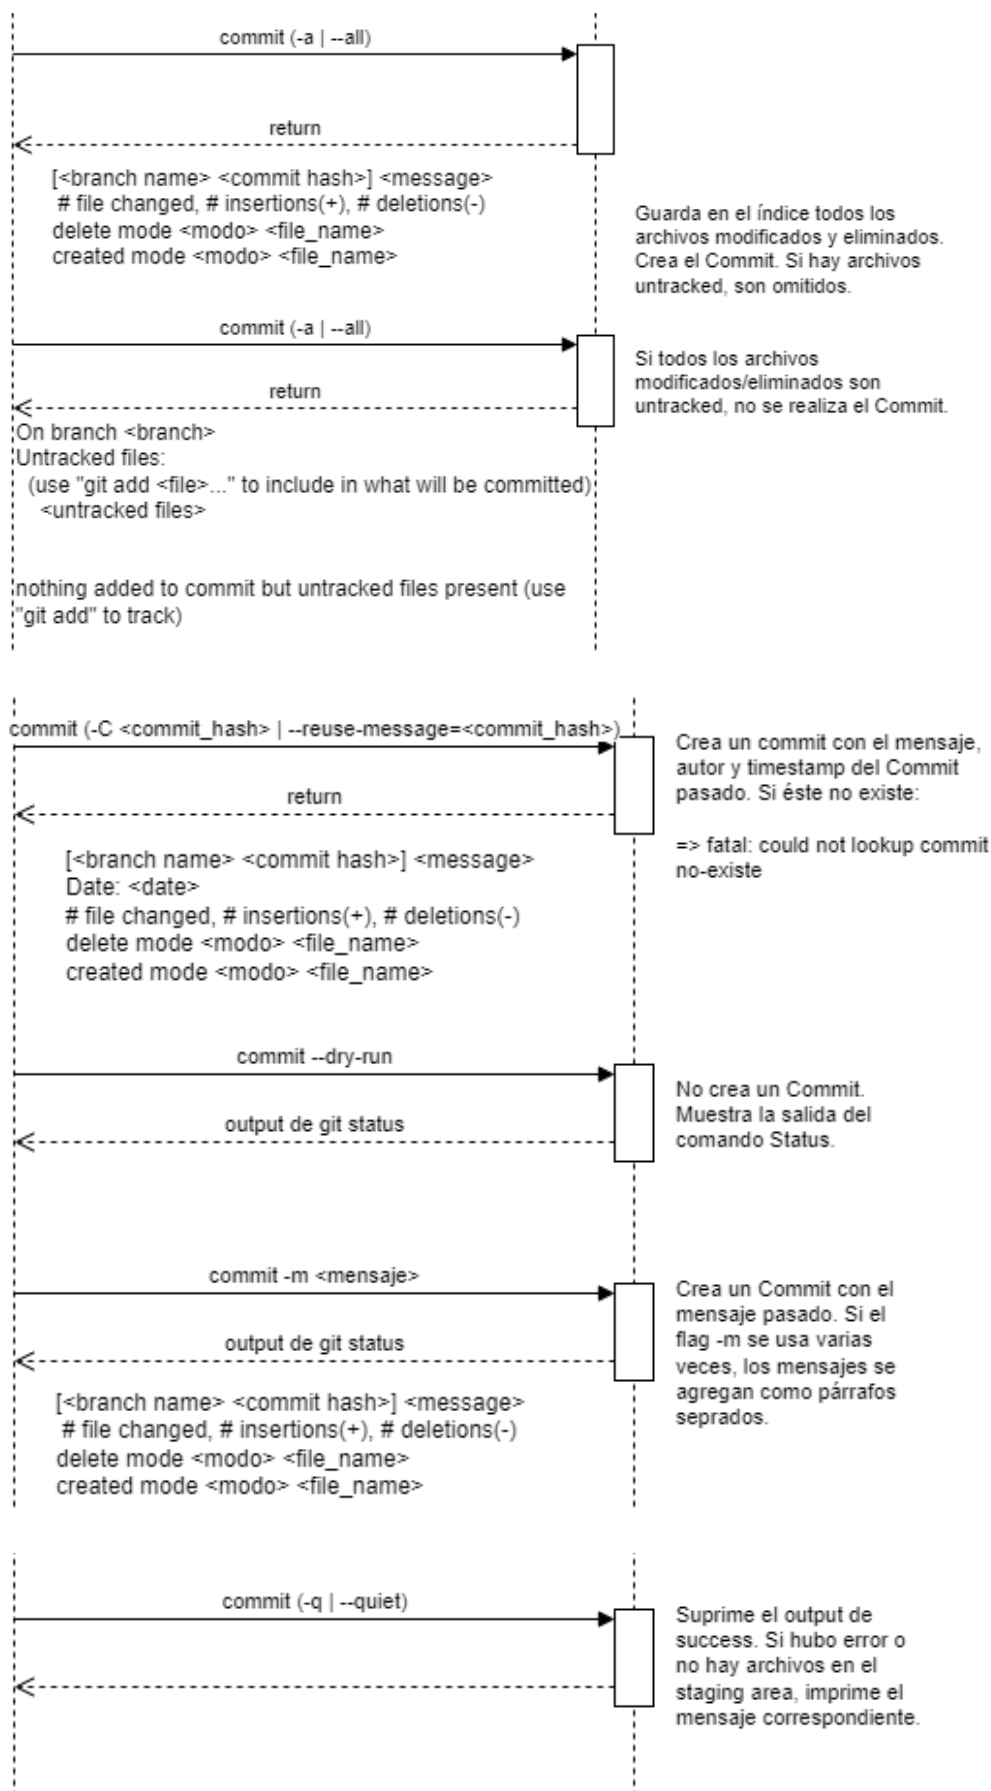 commit (-a | --all)
return
[<branch name> <commit hash>] <message>
# file changed, # insertions(+), # deletions(-)
delete mode <modo> <file_name>
created mode <modo> <file_name>
Guarda en el índice todos los
archivos modificados y eliminados.
Crea el Commit. Si hay archivos
untracked, son omitidos.
commit (-a | --all)
return
Si todos los archivos
modificados/eliminados son
untracked, no se realiza el Commit.
On branch <branch>
Untracked files:
(use "git add <file>..." to include in what will be committed)
<untracked files>
nothing added to commit but untracked files present (use
"git add" to track)
commit (-C <commit_hash> | --reuse-message=<commit_hash>)
return
Crea un commit con el mensaje,
autor y timestamp del Commit
pasado. Si éste no existe:
=> fatal: could not lookup commit
no-existe
[<branch name> <commit hash>] <message>
Date: <date>
# file changed, # insertions(+), # deletions(-)
delete mode <modo> <file_name>
created mode <modo> <file_name>
commit --dry-run
output de git status
No crea un Commit.
Muestra la salida del
comando Status.
commit -m <mensaje>
output de git status
Crea un Commit con el
mensaje pasado. Si el
flag -m se usa varias
veces, los mensajes se
agregan como párrafos
seprados.
[<branch name> <commit hash>] <message>
# file changed, # insertions(+), # deletions(-)
delete mode <modo> <file_name>
created mode <modo> <file_name>
commit (-q | --quiet)
Suprime el output de
success. Si hubo error o
no hay archivos en el
staging area, imprime el
mensaje correspondiente.